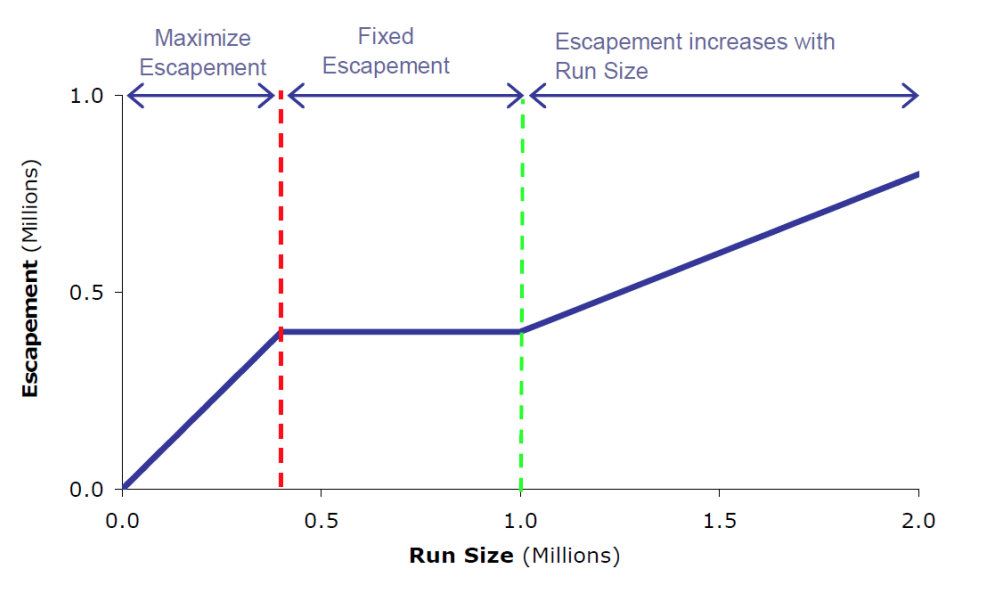 Maximize
Escapement
Fixed
Escapement
Escapement increases with
Run Size
1.0
0.5
0.0
Escapement (Millions)
0.0
0.5
1.0
1.5
2.0
Run Size (Millions)